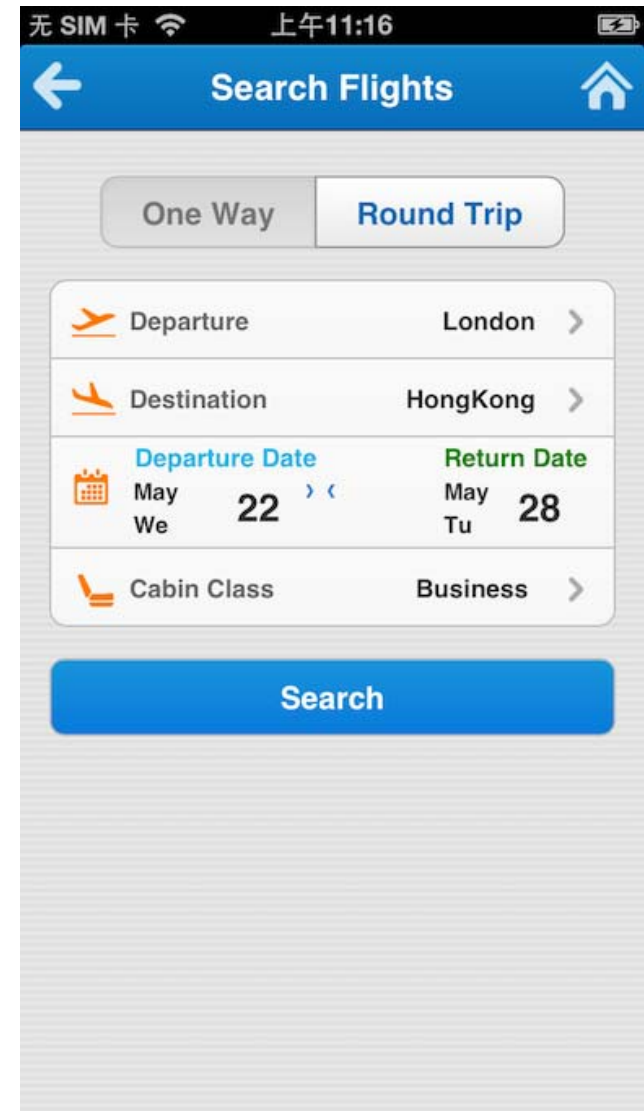 无 SIM 卡 上午11:16
Search Flights
One Way Round Trip
Departure London
Destination HongKong
Departure Date Return Date
May 22 May 28
We Tu
Cabin Class Business
Search